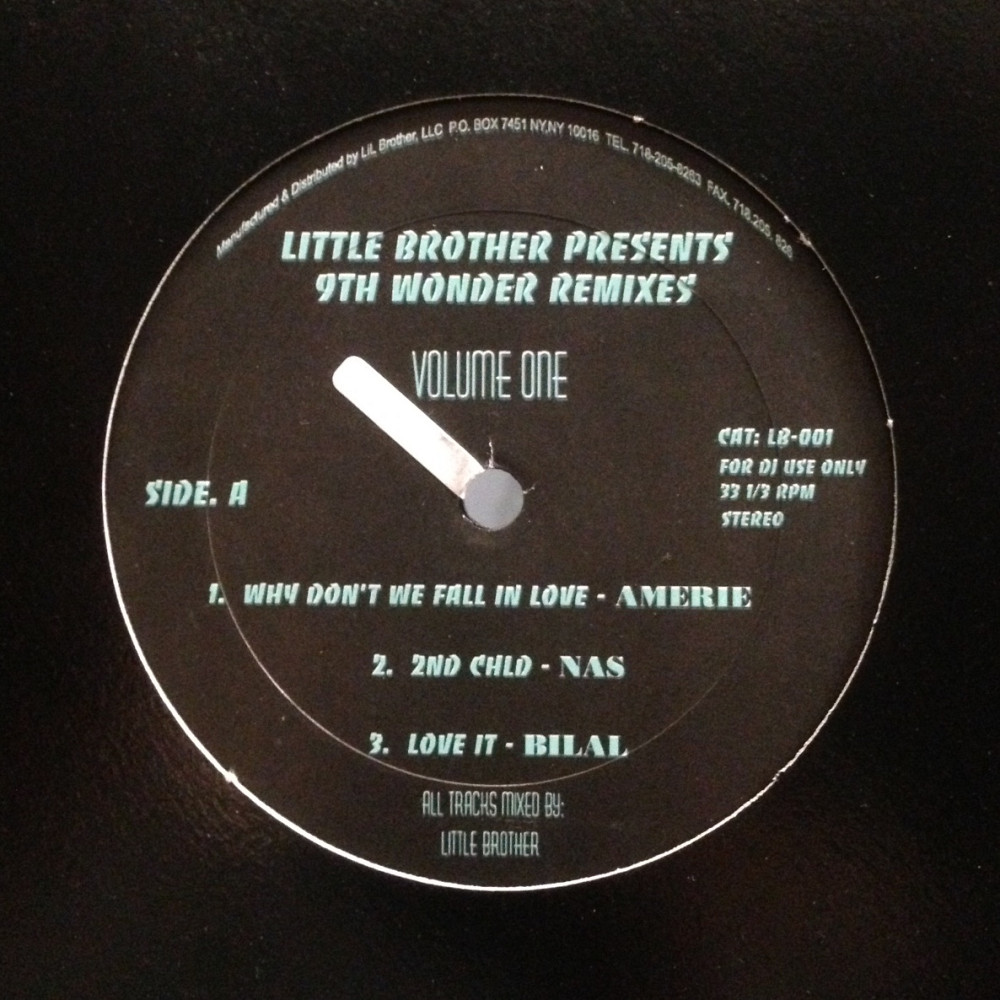 Manufactured & Distributed by LiL Brother, LLC P.O. BOX 7451 NY,NY 10016 TEL. 718-205-8263 FAX. 718.205.
LITTLE BROTHER PRESENTS
9TH WONDER REMIXES
VOLUME ONE
CAT: LB-001
FOR DJ USE ONLY
33 1/3 RPM
STEREO
SIDE. A
1. WHY DON'T WE FALL IN LOVE - AMERIE
2. 2ND CHLD - NAS
3. LOVE IT - BILAL
ALL TRACKS MIXED BY:
LITTLE BROTHER